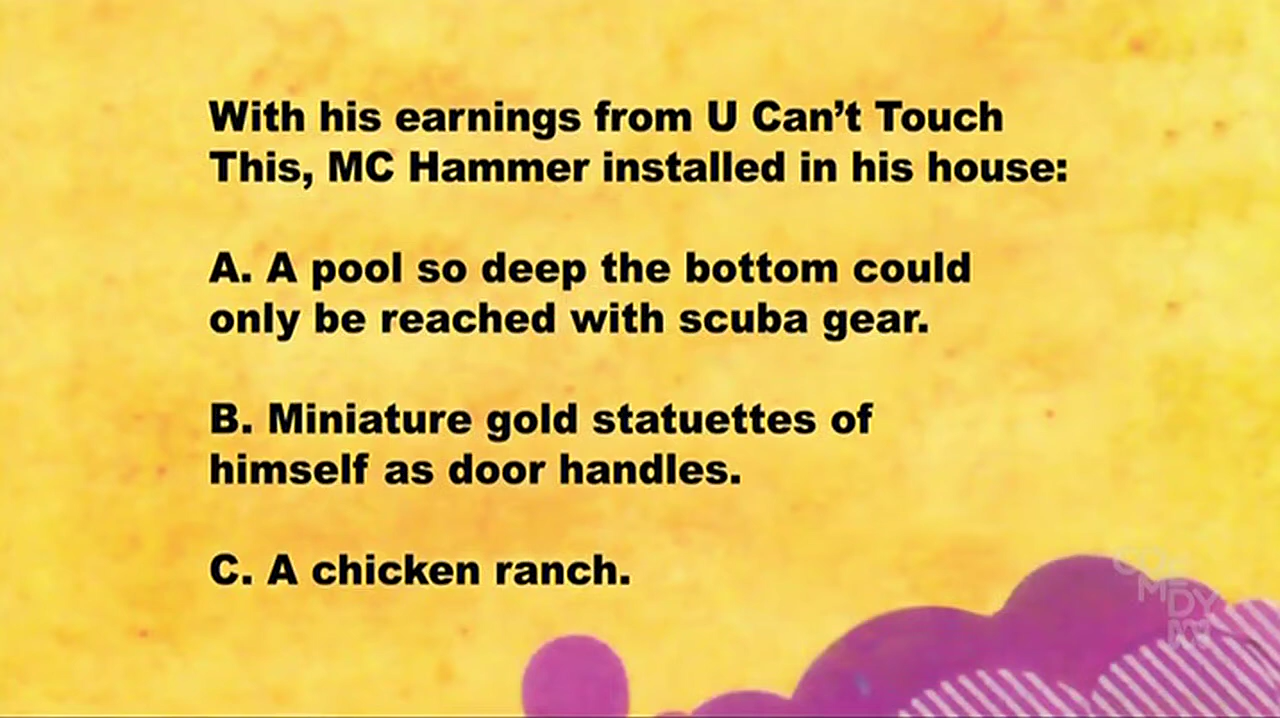 With his earnings from U Can’t Touch
This, MC Hammer installed in his house:
A. A pool so deep the bottom could
only be reached with scuba gear.
B. Miniature gold statuettes of
himself as door handles.
C. A chicken ranch.
COMEDY